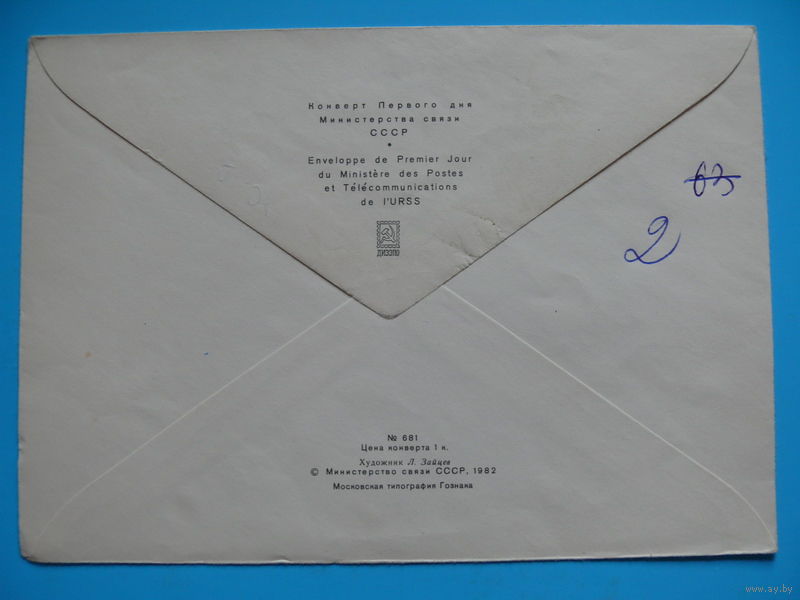 Конверт Первого дня
Министерства связи
СССР
Enveloppe de Premier Jour
du Ministère des Postes
et Télécommunications
de l'URSS
ДИЭЗПО
63
2
№ 681
Цена конверта 1 к.
Художник Л. Зайцев
© Министерство связи СССР, 1982
Московская типография Гознака
www.ay.by